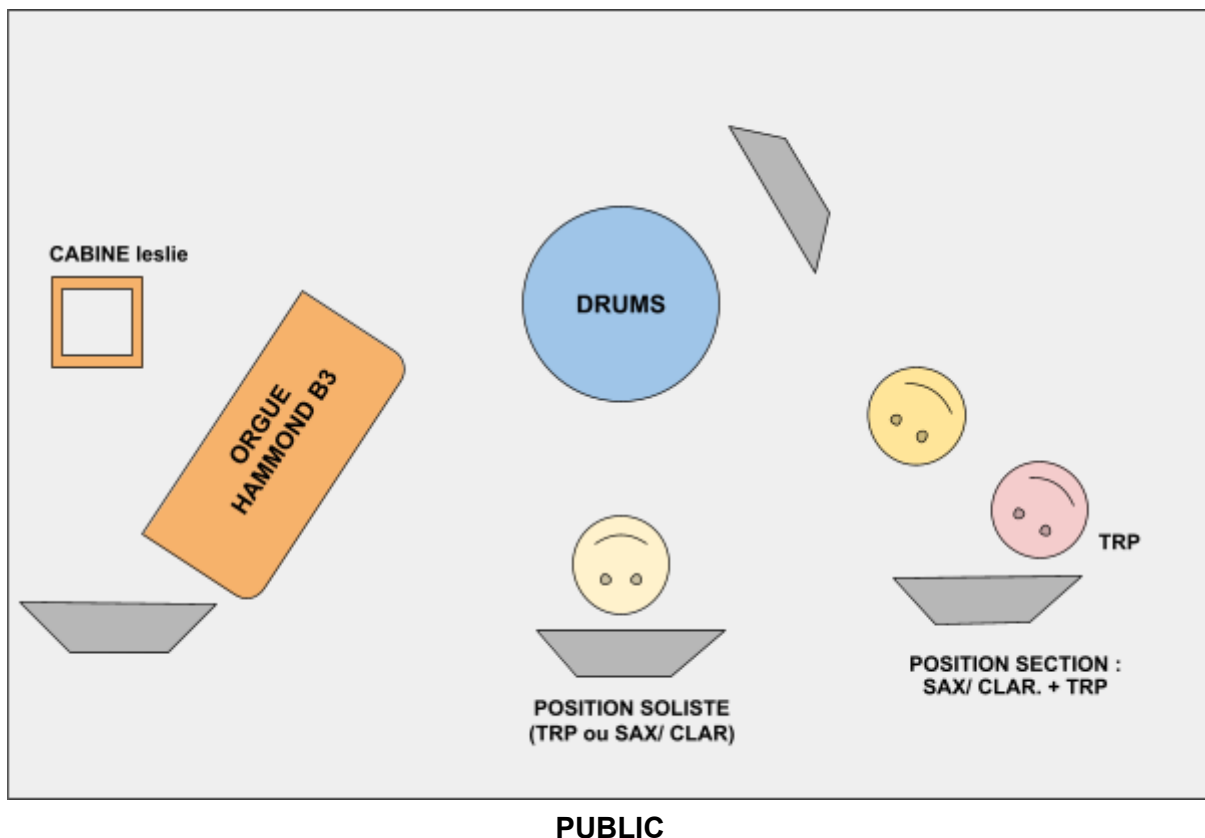 CABINE leslie
DRUMS
ORGUE
HAMMOND B3
TRP
POSITION SECTION :
SAX/ CLAR. + TRP
POSITION SOLISTE
(TRP ou SAX/ CLAR)
PUBLIC